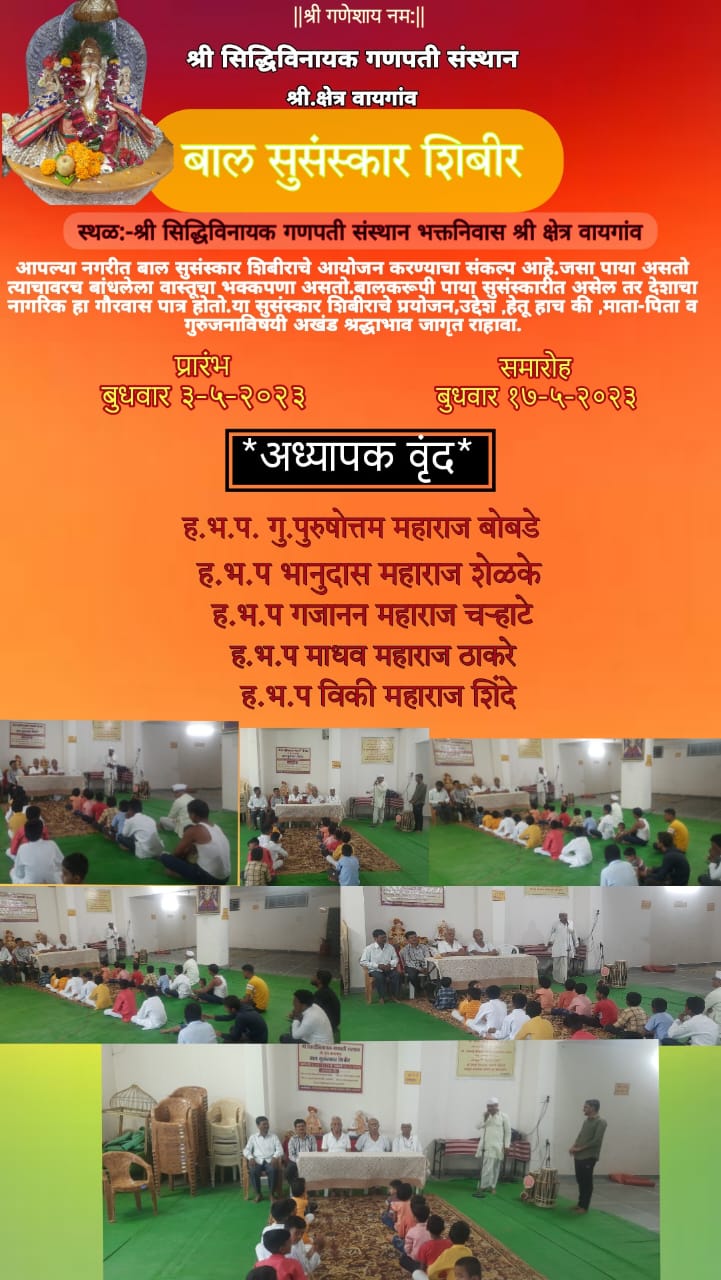 ||श्री गणेशाय नम:||
श्री सिद्धिविनायक गणपती संस्थान
श्री.क्षेत्र वायगांव
बाल सुसंस्कार शिबीर
स्थळ:-श्री सिद्धिविनायक गणपती संस्थान भक्तनिवास श्री क्षेत्र वायगांव
आपल्या नगरीत बाल सुसंस्कार शिबीराचे आयोजन करण्याचा संकल्प आहे.जसा पाया असतो
त्याचावरच बांधलेला वास्तूचा भक्कपणा असतो.बालकरूपी पाया सुसंस्कारीत असेल तर देशाचा
नागरिक हा गौरवास पात्र होतो.या सुसंस्कार शिबीराचे प्रयोजन,उद्देश ,हेतू हाच की ,माता-पिता व
गुरुजनाविषयी अखंड श्रद्धाभाव जागृत राहावा.
प्रारंभ
बुधवार ३-५-२०२३
समारोह
बुधवार १७-५-२०२३
*अध्यापक वृंद*
ह.भ.प. गु.पुरुषोत्तम महाराज बोबडे
ह.भ.प भानुदास महाराज शेळके
ह.भ.प गजानन महाराज चऱ्हाटे
ह.भ.प माधव महाराज ठाकरे
ह.भ.प विकी महाराज शिंदे
श्री सिद्धीविनायक गणपती संस्थान
बाल सुसंस्कार शिबीर